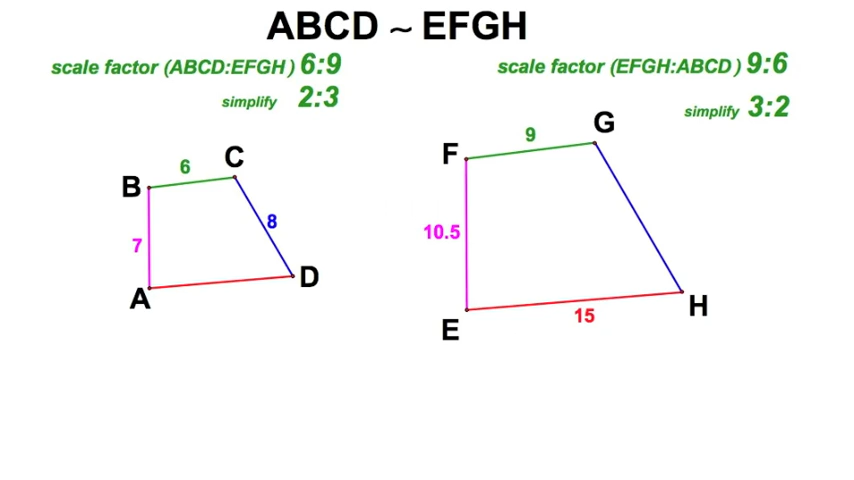 ABCD ~ EFGH
scale factor (ABCD:EFGH) 6:9
simplify 2:3
scale factor (EFGH:ABCD) 9:6
simplify 3:2
B
6
C
7
8
A
D
F
9
G
10.5
E
15
H